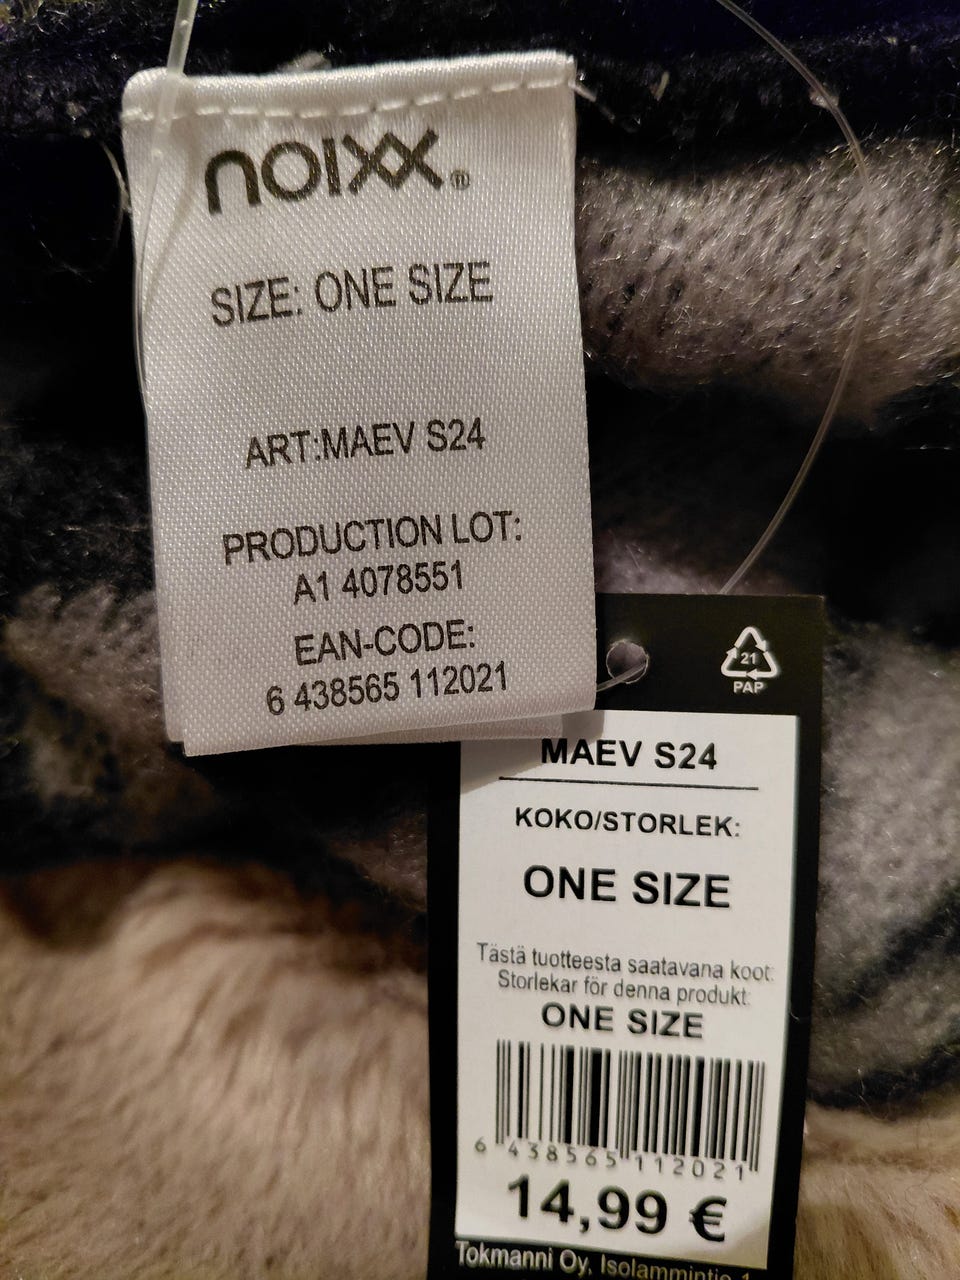 noixx®
SIZE: ONE SIZE
ART:MAEV S24
PRODUCTION LOT:
A1 4078551
EAN-CODE:
6 438565 112021
21
PAP
MAEV S24
KOKO/STORLEK:
ONE SIZE
Tästä tuotteesta saatavana koot:
Storlekar för denna produkt:
ONE SIZE
6 438565 112021
14,99 €
Tokmanni Oy, Isolammintie 1